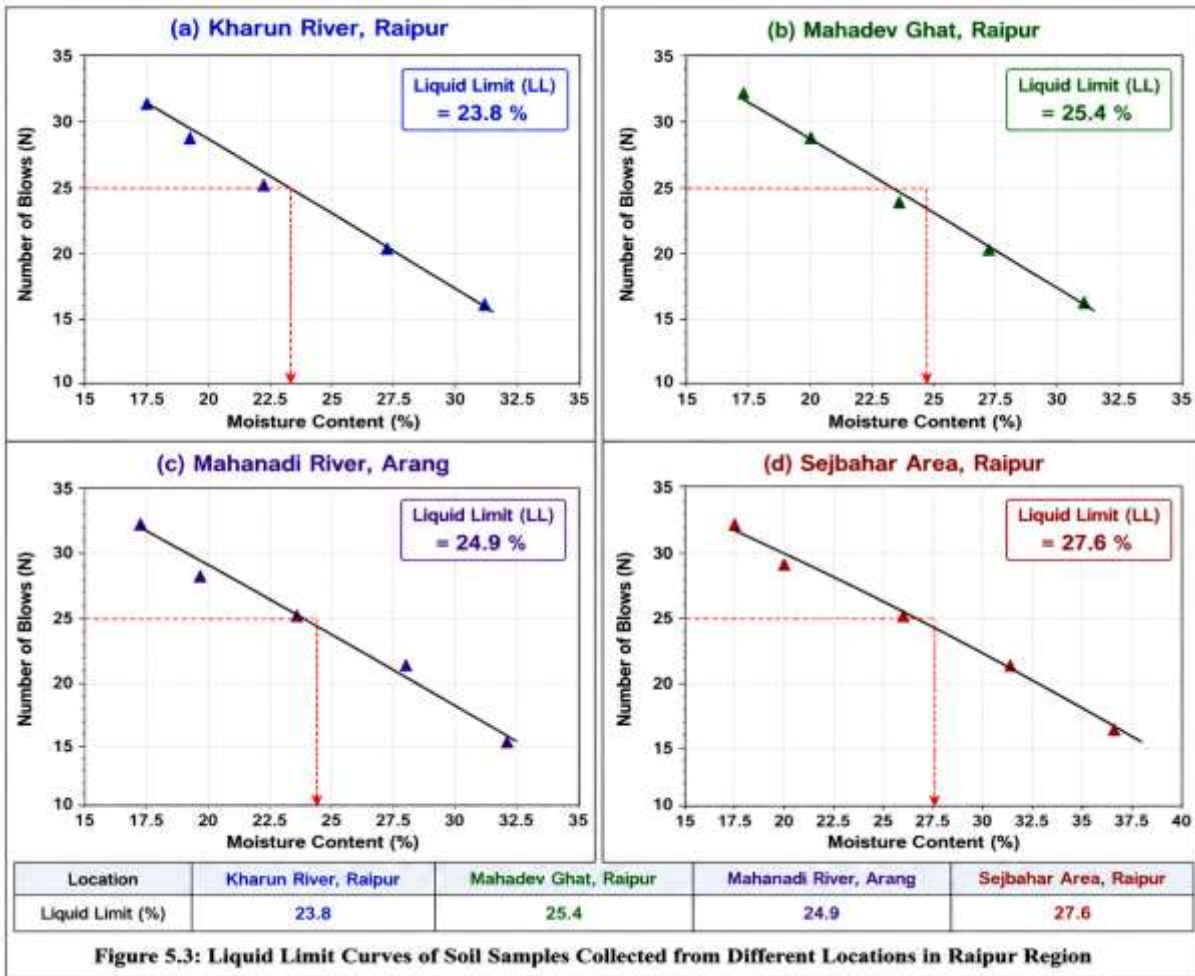 (a) Kharun River, Raipur
Number of Blows (N)
35
30
25
20
15
10
Liquid Limit (LL)
= 23.8 %
15 17.5 20 22.5 25 27.5 30 32.5 35
Moisture Content (%)
(b) Mahadev Ghat, Raipur
Number of Blows (N)
35
30
25
20
15
10
Liquid Limit (LL)
= 25.4 %
15 17.5 20 22.5 25 27.5 30 32.5 35
Moisture Content (%)
(c) Mahanadi River, Arang
Number of Blows (N)
35
30
25
20
15
10
Liquid Limit (LL)
= 24.9 %
15 17.5 20 22.5 25 27.5 30 32.5 35
Moisture Content (%)
(d) Sejbahar Area, Raipur
Number of Blows (N)
35
30
25
20
15
10
Liquid Limit (LL)
= 27.6 %
15 17.5 20 22.5 25 27.5 30 32.5 35 37.5 40
Moisture Content (%)
Location Kharun River, Raipur Mahadev Ghat, Raipur Mahanadi River, Arang Sejbahar Area, Raipur
Liquid Limit (%) 23.8 25.4 24.9 27.6
Figure 5.3: Liquid Limit Curves of Soil Samples Collected from Different Locations in Raipur Region